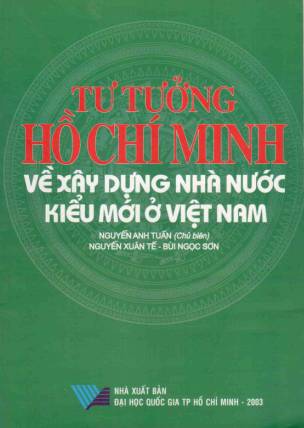 TƯ TƯỞNG
HỒ CHÍ MINH
VỀ XÂY DỰNG NHÀ NƯỚC
KIỂU MỚI Ở VIỆT NAM
NGUYỄN ANH TUẤN (Chủ biên)
NGUYỄN XUÂN TẾ - BÙI NGỌC SƠN
NHÀ XUẤT BẢN
ĐẠI HỌC QUỐC GIA TP HỒ CHÍ MINH - 2003